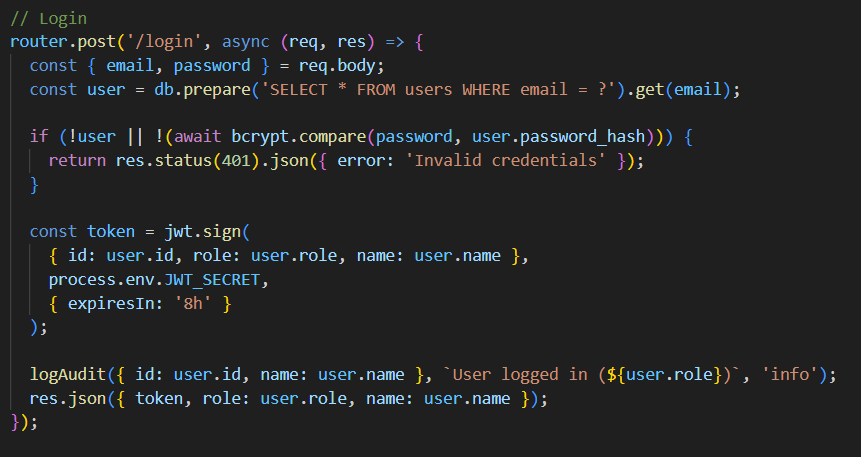 // Login
router.post('/login', async (req, res) => {
  const { email, password } = req.body;
  const user = db.prepare('SELECT * FROM users WHERE email = ?').get(email);

  if (!user || !(await bcrypt.compare(password, user.password_hash))) {
    return res.status(401).json({ error: 'Invalid credentials' });
  }

  const token = jwt.sign(
    { id: user.id, role: user.role, name: user.name },
    process.env.JWT_SECRET,
    { expiresIn: '8h' }
  );

  logAudit({ id: user.id, name: user.name }, `User logged in (${user.role})`, 'info');
  res.json({ token, role: user.role, name: user.name });
});